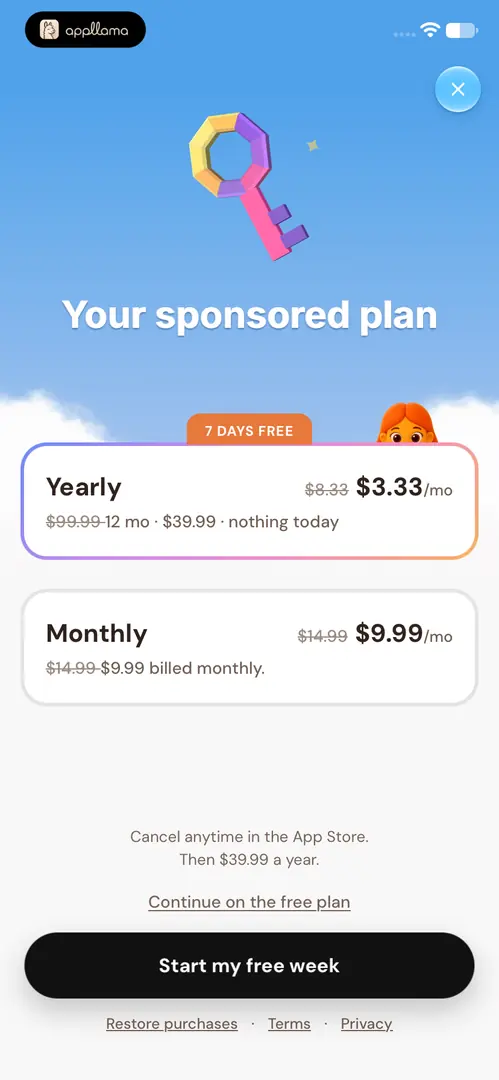 appllama
Your sponsored plan
7 DAYS FREE
Yearly
$8.33 $3.33/mo
$99.99 12 mo · $39.99 · nothing today
Monthly
$14.99 $9.99/mo
$14.99 $9.99 billed monthly.
Cancel anytime in the App Store.
Then $39.99 a year.
Continue on the free plan
Start my free week
Restore purchases · Terms · Privacy